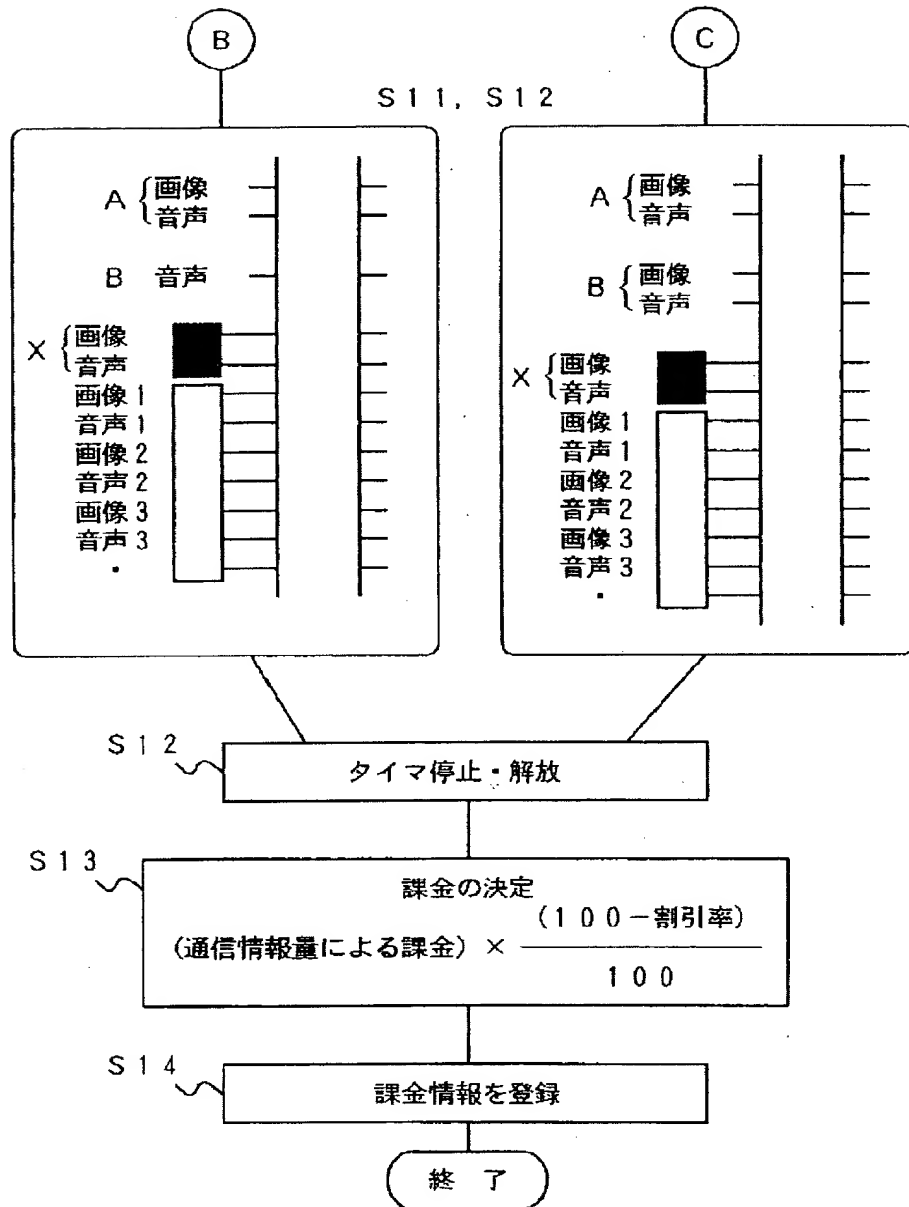 B
C
S11, S12
A {画像
音声
B 音声
X {画像
音声
画像1
音声1
画像2
音声2
画像3
音声3
・
A {画像
音声
B {画像
音声
X {画像
音声
画像1
音声1
画像2
音声2
画像3
音声3
・
S12
タイマ停止・解放
S13
課金の決定
(通信情報量による課金) × (100-割引率)
100
S14
課金情報を登録
終 了